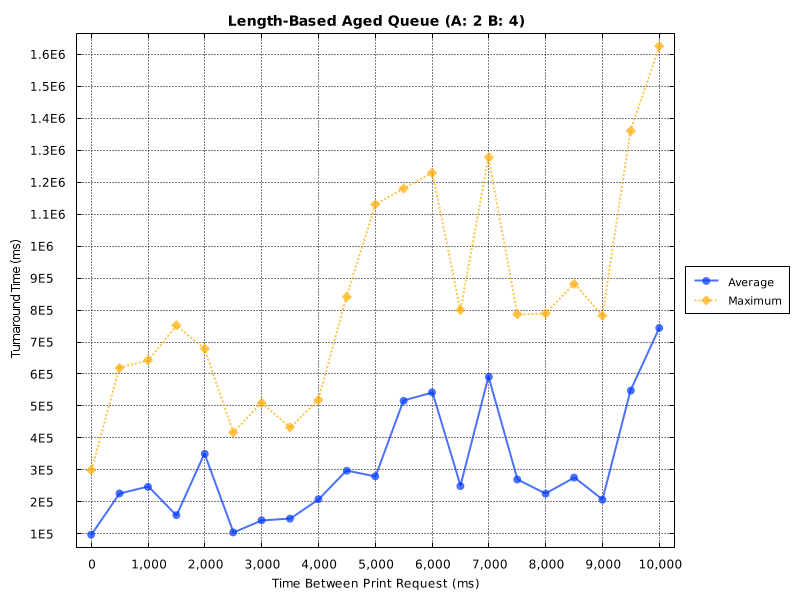 Length-Based Aged Queue (A: 2 B: 4)
1.6E6
1.5E6
1.4E6
1.3E6
1.2E6
1.1E6
1E6
9E5
8E5
7E5
6E5
5E5
4E5
3E5
2E5
1E5
Turnaround Time (ms)
0 1,000 2,000 3,000 4,000 5,000 6,000 7,000 8,000 9,000 10,000
Time Between Print Request (ms)
Average
Maximum